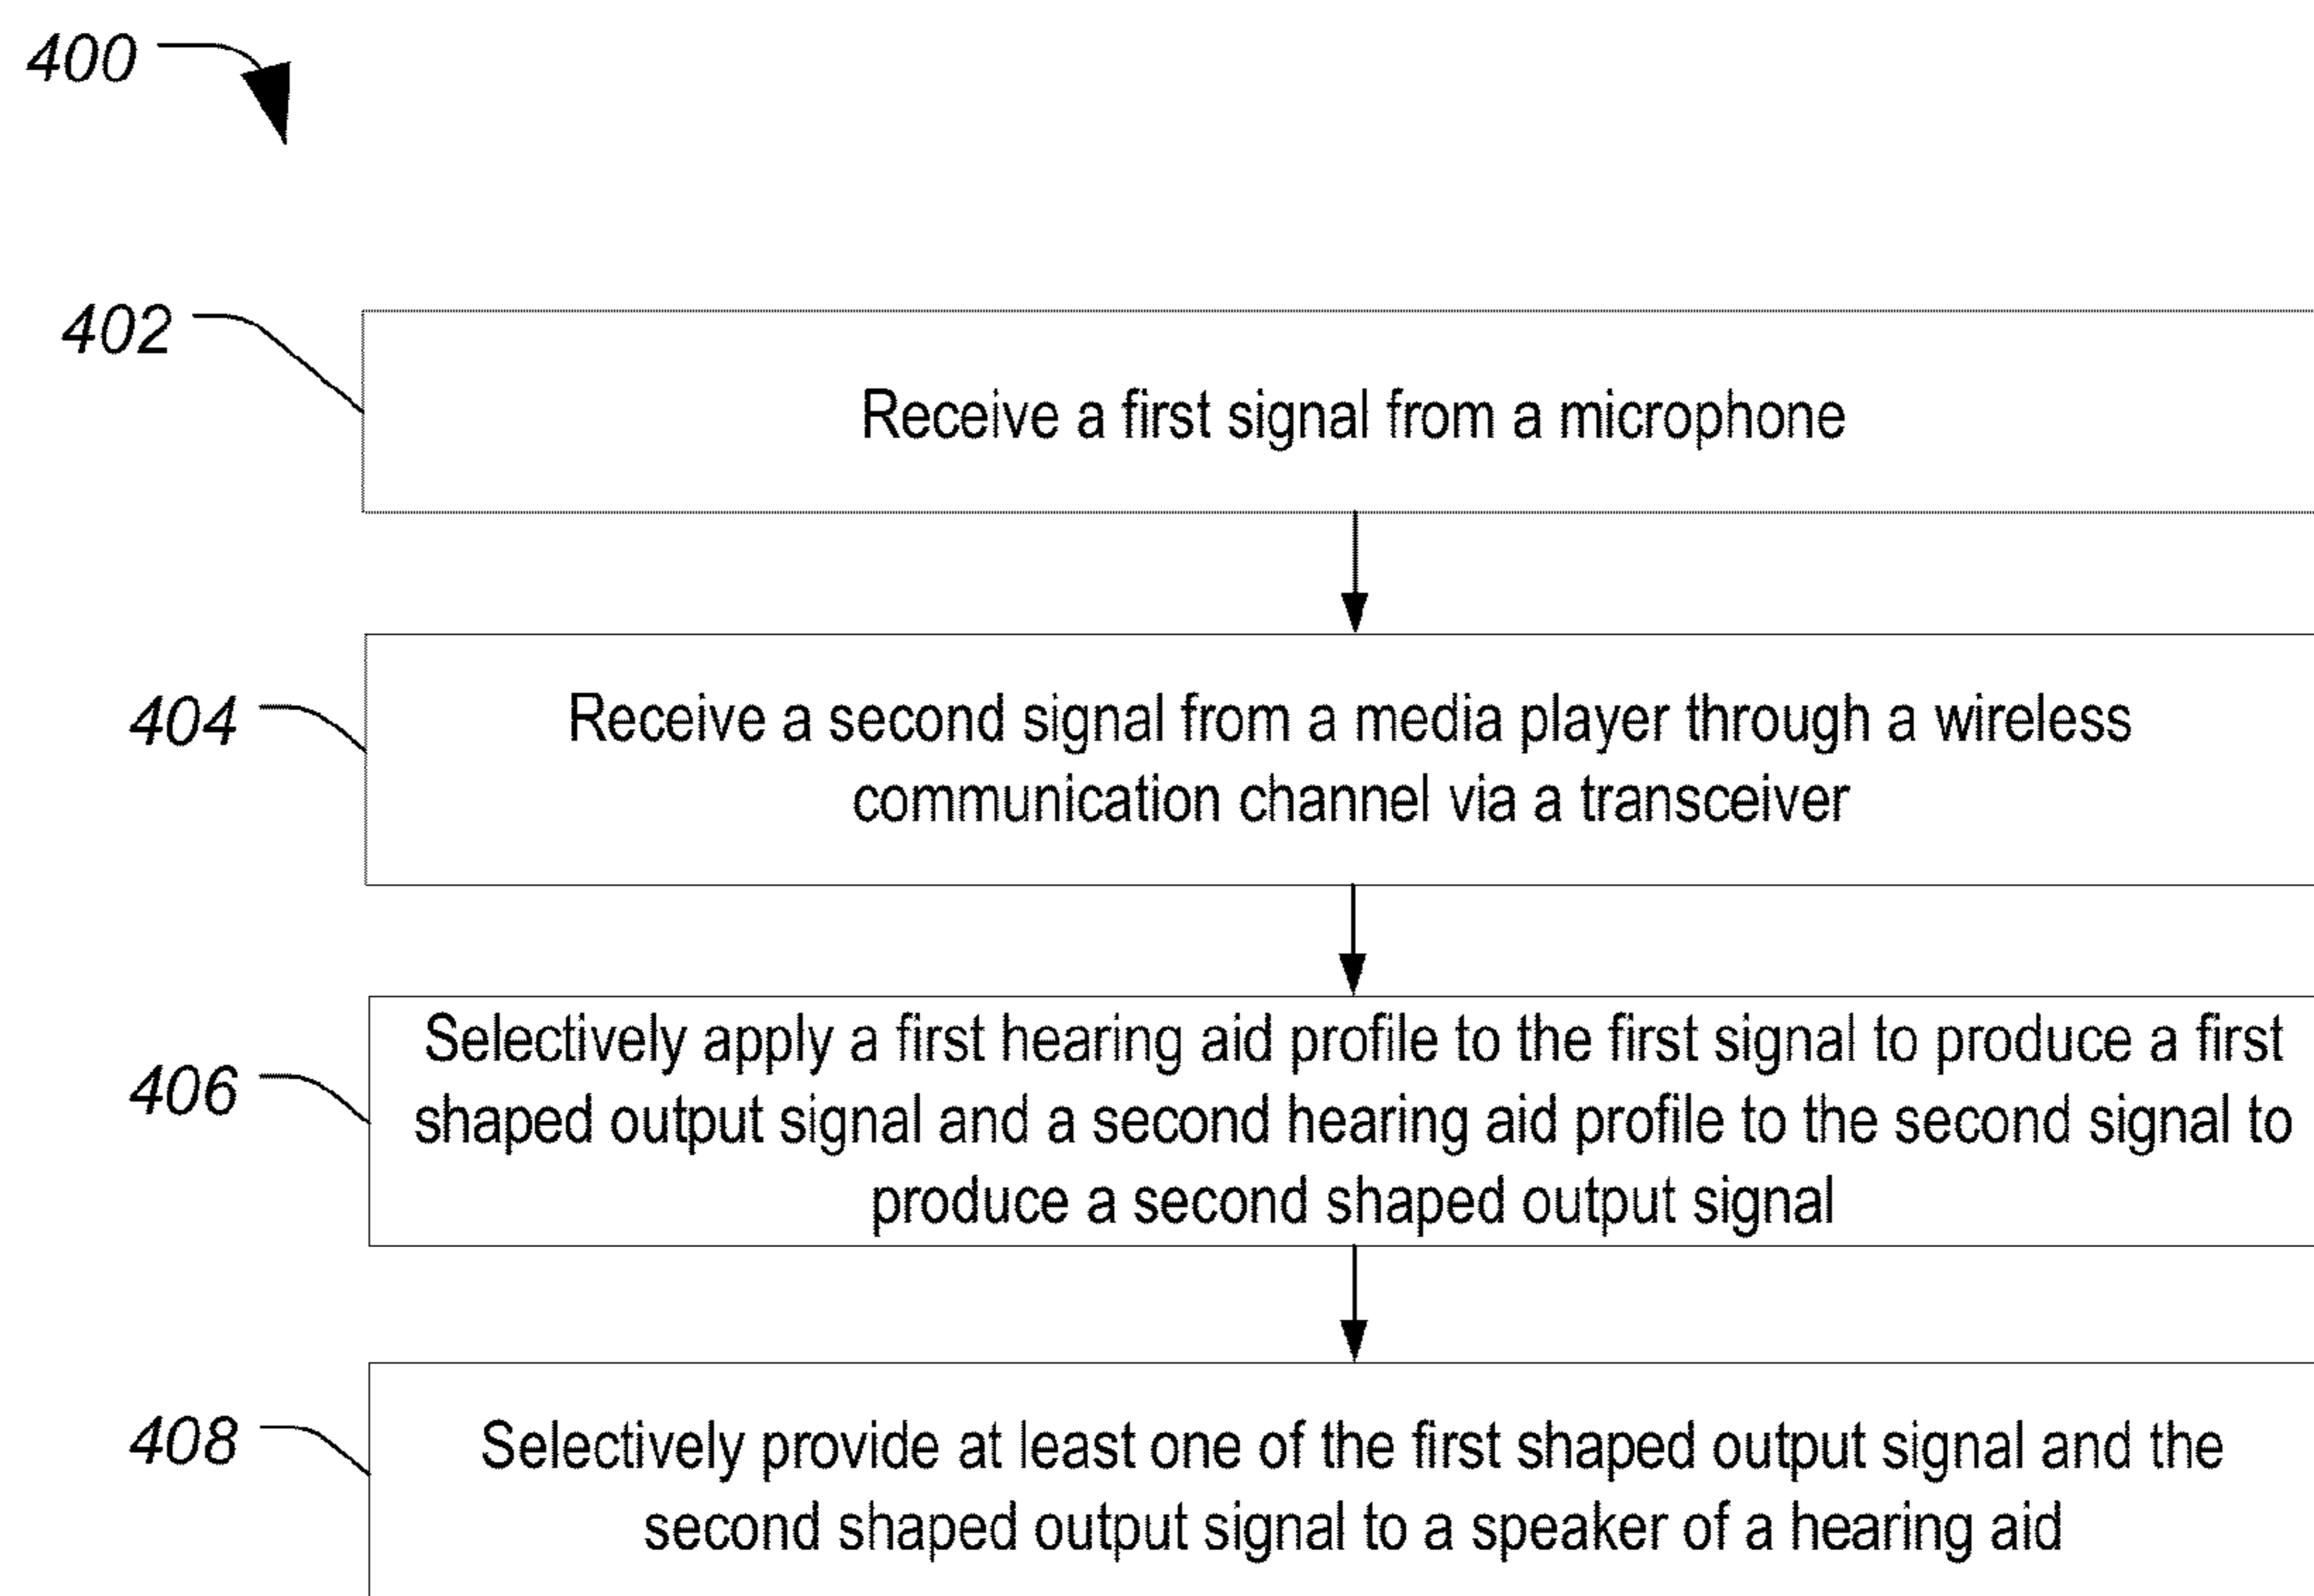 400
402
Receive a first signal from a microphone
404
Receive a second signal from a media player through a wireless
communication channel via a transceiver
406
Selectively apply a first hearing aid profile to the first signal to produce a first
shaped output signal and a second hearing aid profile to the second signal to
produce a second shaped output signal
408
Selectively provide at least one of the first shaped output signal and the
second shaped output signal to a speaker of a hearing aid